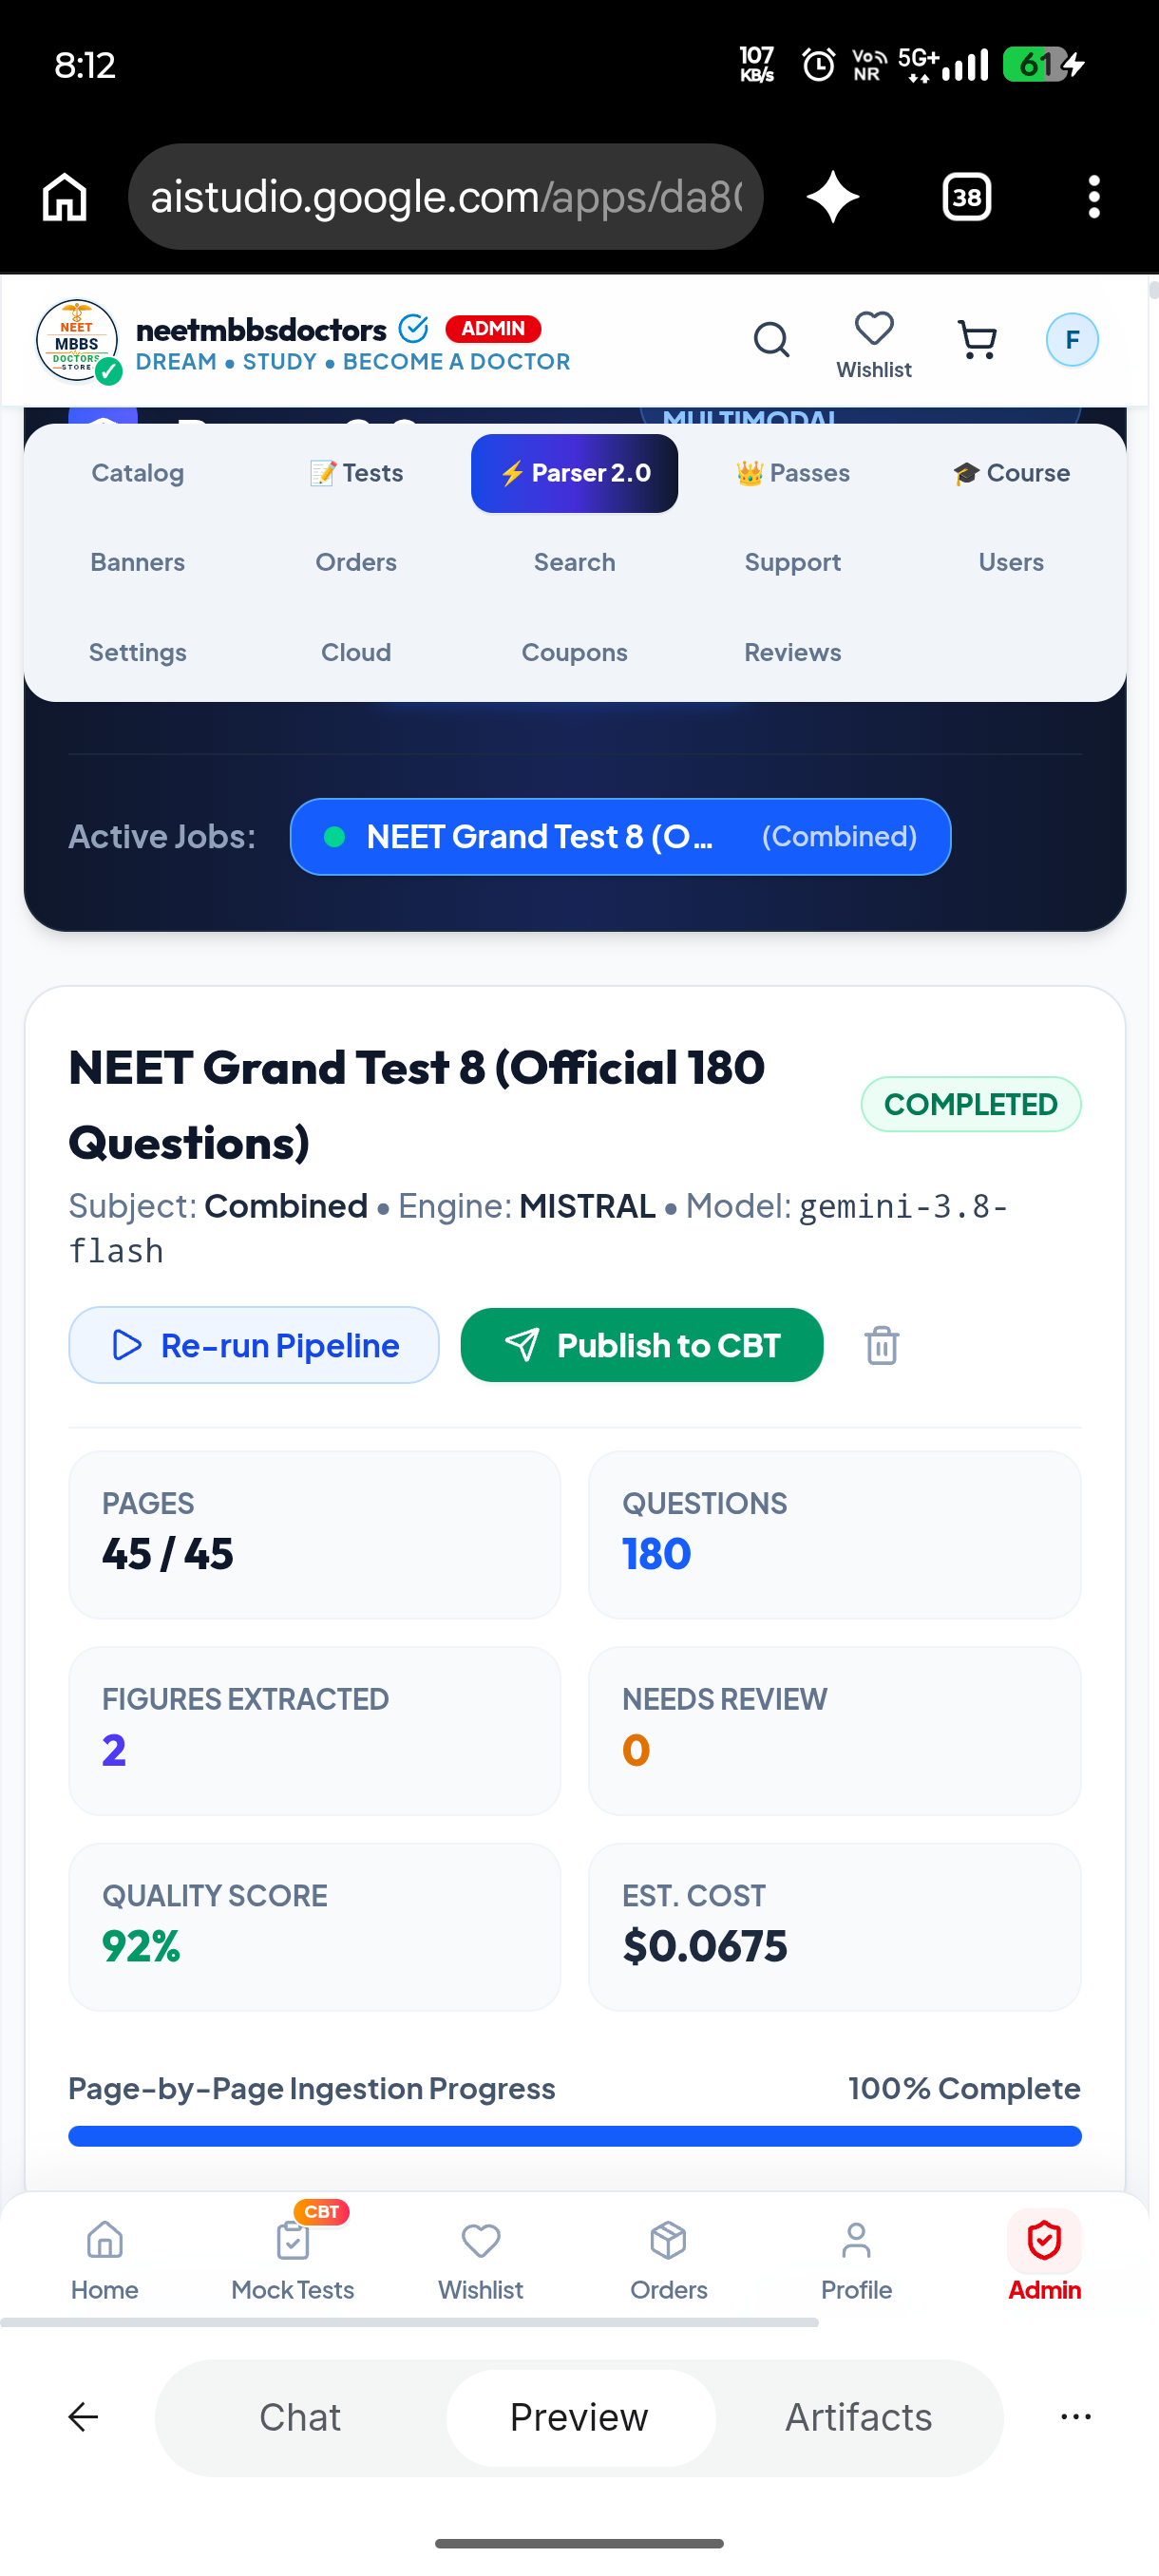 8:12
107
KB/s
Vo
NR
5G+
61
aistudio.google.com/apps/da8
38
NEET
MBBS
DOCTORS
STORE
neetmbbsdoctors
ADMIN
DREAM • STUDY • BECOME A DOCTOR
Wishlist
F
MULTIMODAL
Catalog
📝 Tests
⚡ Parser 2.0
👑 Passes
🎓 Course
Banners
Orders
Search
Support
Users
Settings
Cloud
Coupons
Reviews
Active Jobs:
NEET Grand Test 8 (O...
(Combined)
NEET Grand Test 8 (Official 180
Questions)
COMPLETED
Subject: Combined • Engine: MISTRAL • Model: gemini-3.8-
flash
Re-run Pipeline
Publish to CBT
PAGES
45 / 45
QUESTIONS
180
FIGURES EXTRACTED
2
NEEDS REVIEW
0
QUALITY SCORE
92%
EST. COST
$0.0675
Page-by-Page Ingestion Progress
100% Complete
CBT
Home
Mock Tests
Wishlist
Orders
Profile
Admin
Chat
Preview
Artifacts